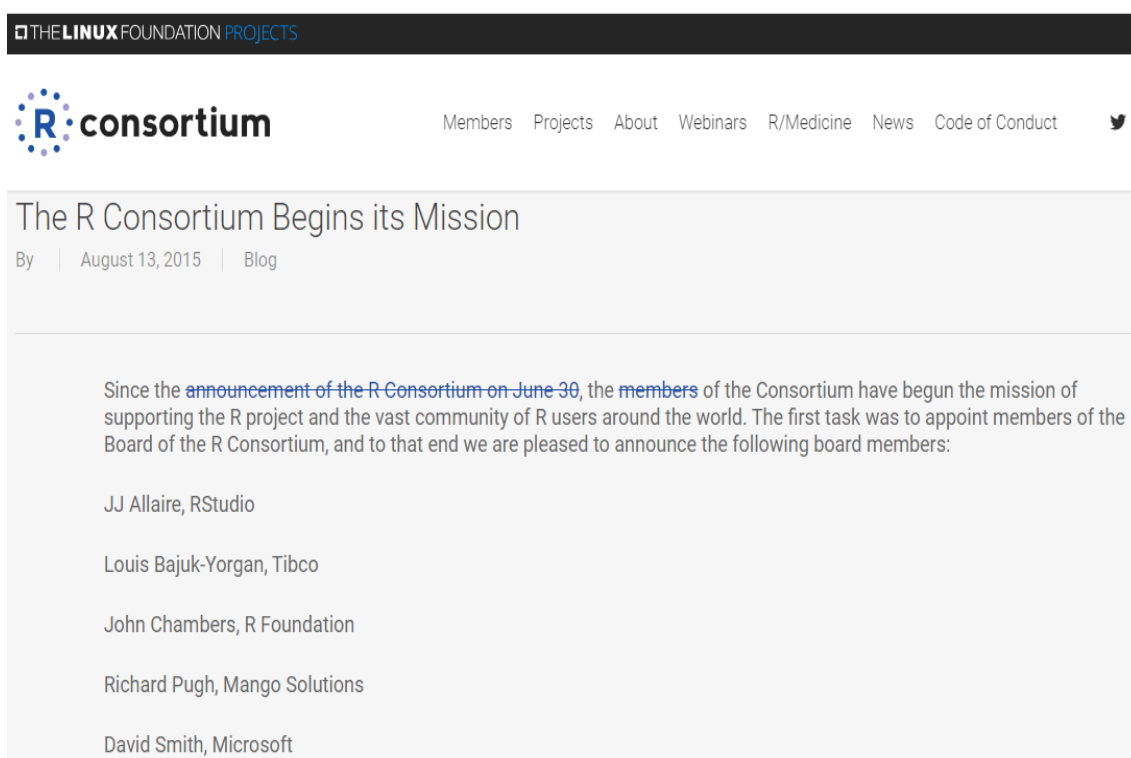 THE LINUX FOUNDATION PROJECTS
R consortium
Members Projects About Webinars R/Medicine News Code of Conduct
The R Consortium Begins its Mission
By August 13, 2015 Blog
Since the announcement of the R Consortium on June 30, the members of the Consortium have begun the mission of
supporting the R project and the vast community of R users around the world. The first task was to appoint members of the
Board of the R Consortium, and to that end we are pleased to announce the following board members:
JJ Allaire, RStudio
Louis Bajuk-Yorgan, Tibco
John Chambers, R Foundation
Richard Pugh, Mango Solutions
David Smith, Microsoft